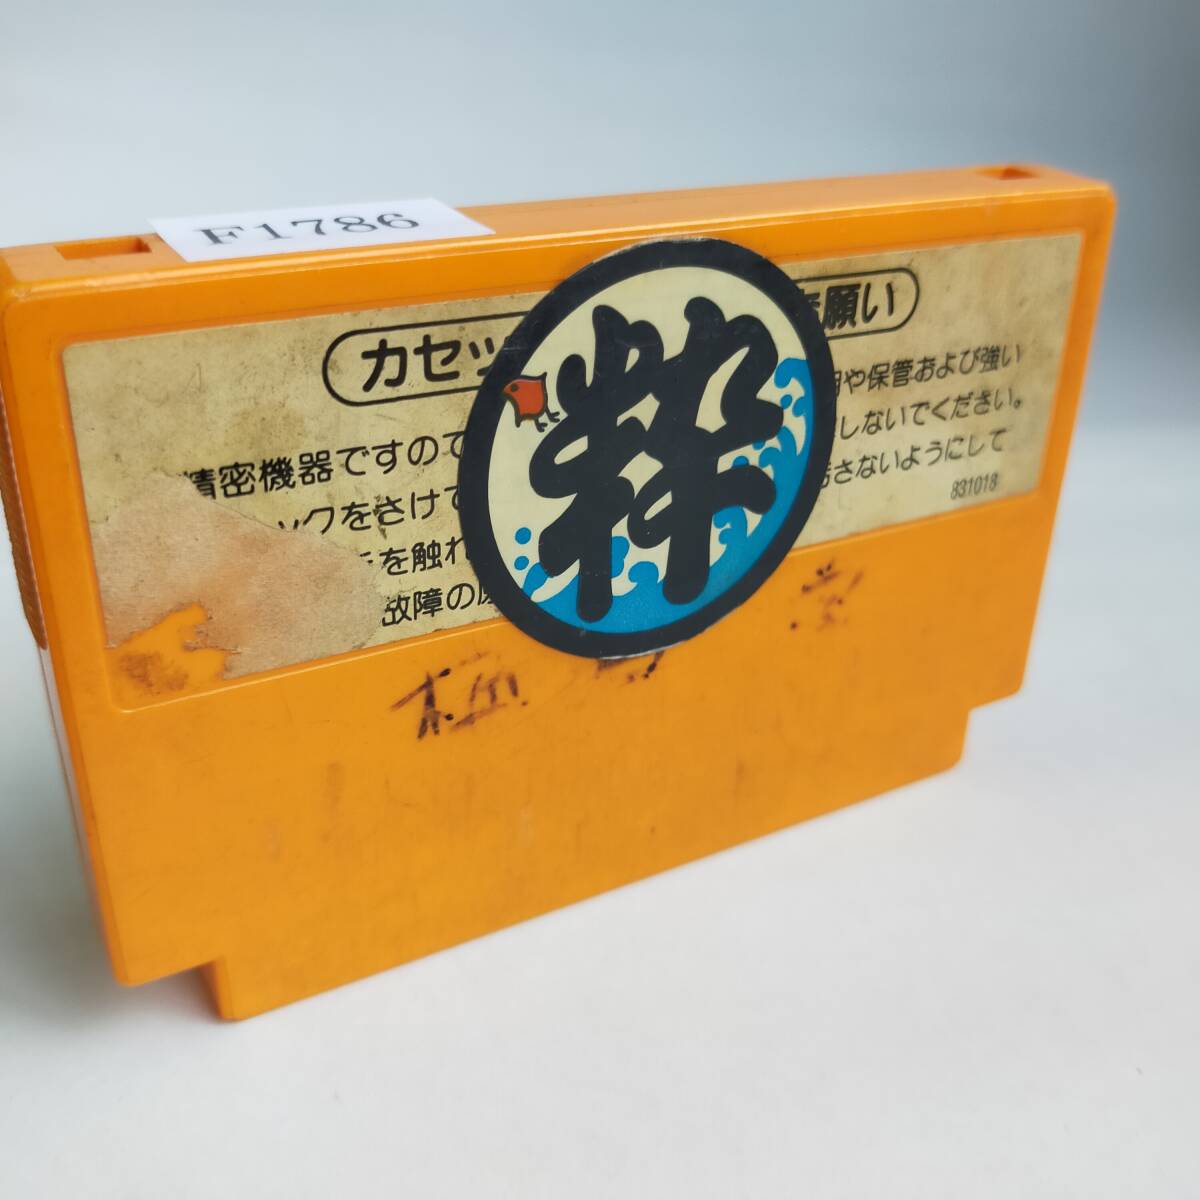 F1786
カセッ 願い
精密機器ですので や保管および強い
ックをさけて しないでください。
を触れ 汚さないようにして
故障の原
831018
粋